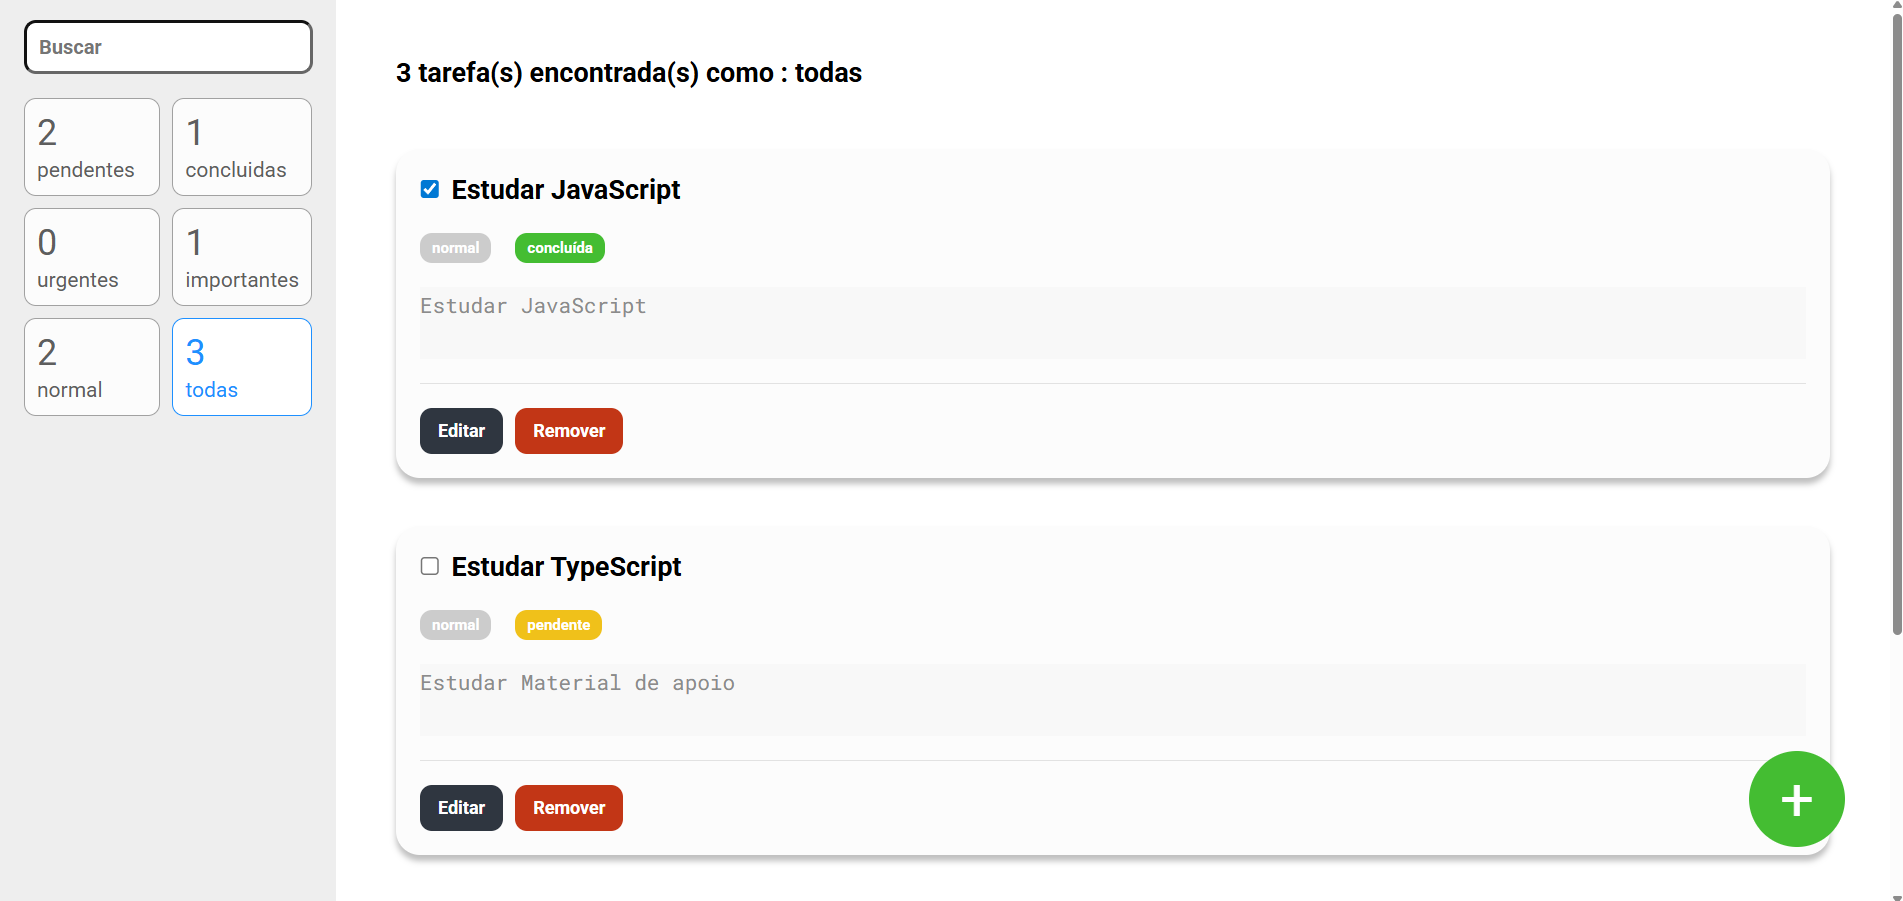 Buscar
2
pendentes
1
concluidas
0
urgentes
1
importantes
2
normal
3
todas
3 tarefa(s) encontrada(s) como : todas
Estudar JavaScript
normal concluída
Estudar JavaScript
Editar Remover
Estudar TypeScript
normal pendente
Estudar Material de apoio
Editar Remover
+